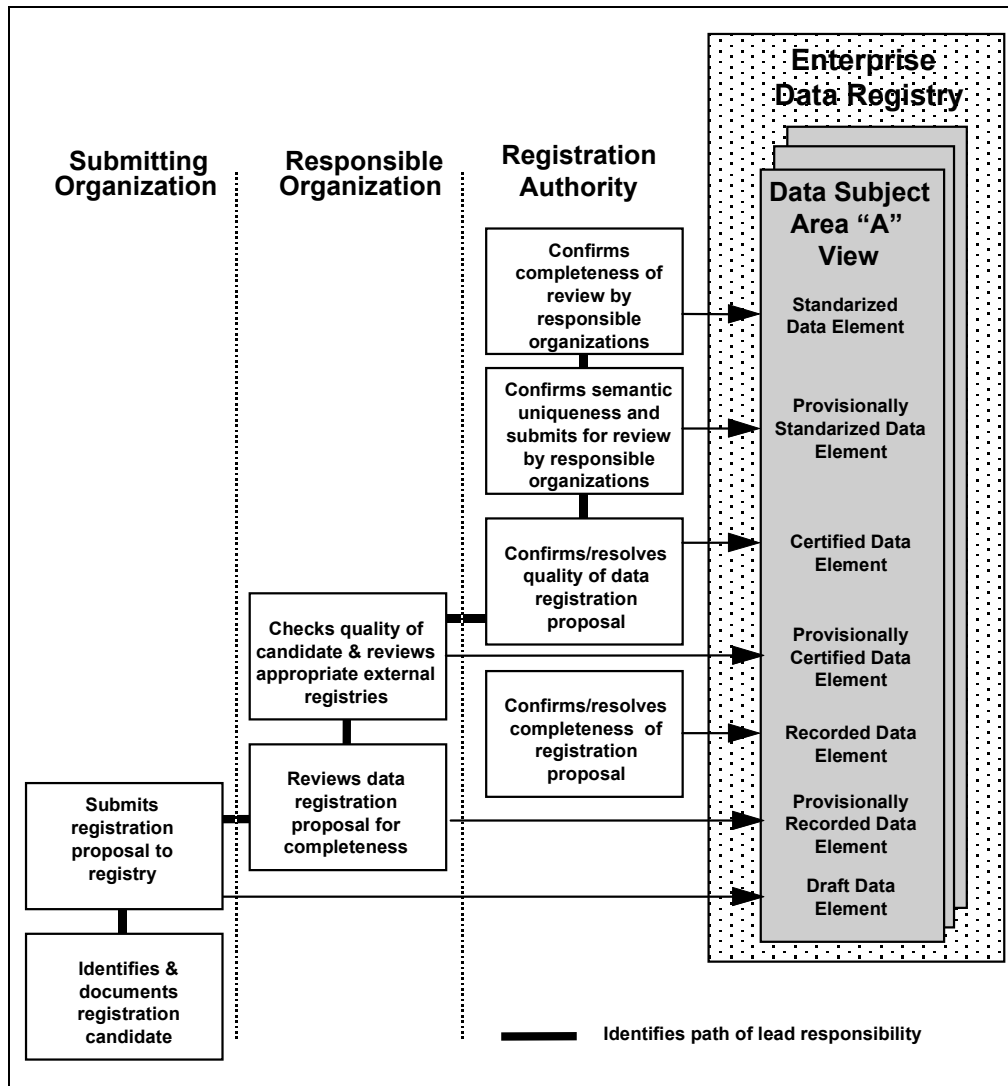 Enterprise
Data Registry
Submitting
Organization
Responsible
Organization
Registration
Authority
Data Subject
Area “A”
View
Confirms
completeness of
review by
responsible
organizations
Standarized
Data Element
Confirms semantic
uniqueness and
submits for review
by responsible
organizations
Provisionally
Standarized Data
Element
Confirms/resolves
quality of data
registration
proposal
Certified Data
Element
Checks quality of
candidate & reviews
appropriate external
registries
Provisionally
Certified Data
Element
Confirms/resolves
completeness of
registration
proposal
Recorded Data
Element
Reviews data
registration
proposal for
completeness
Provisionally
Recorded Data
Element
Submits
registration
proposal to
registry
Draft Data
Element
Identifies &
documents
registration
candidate
Identifies path of lead responsibility